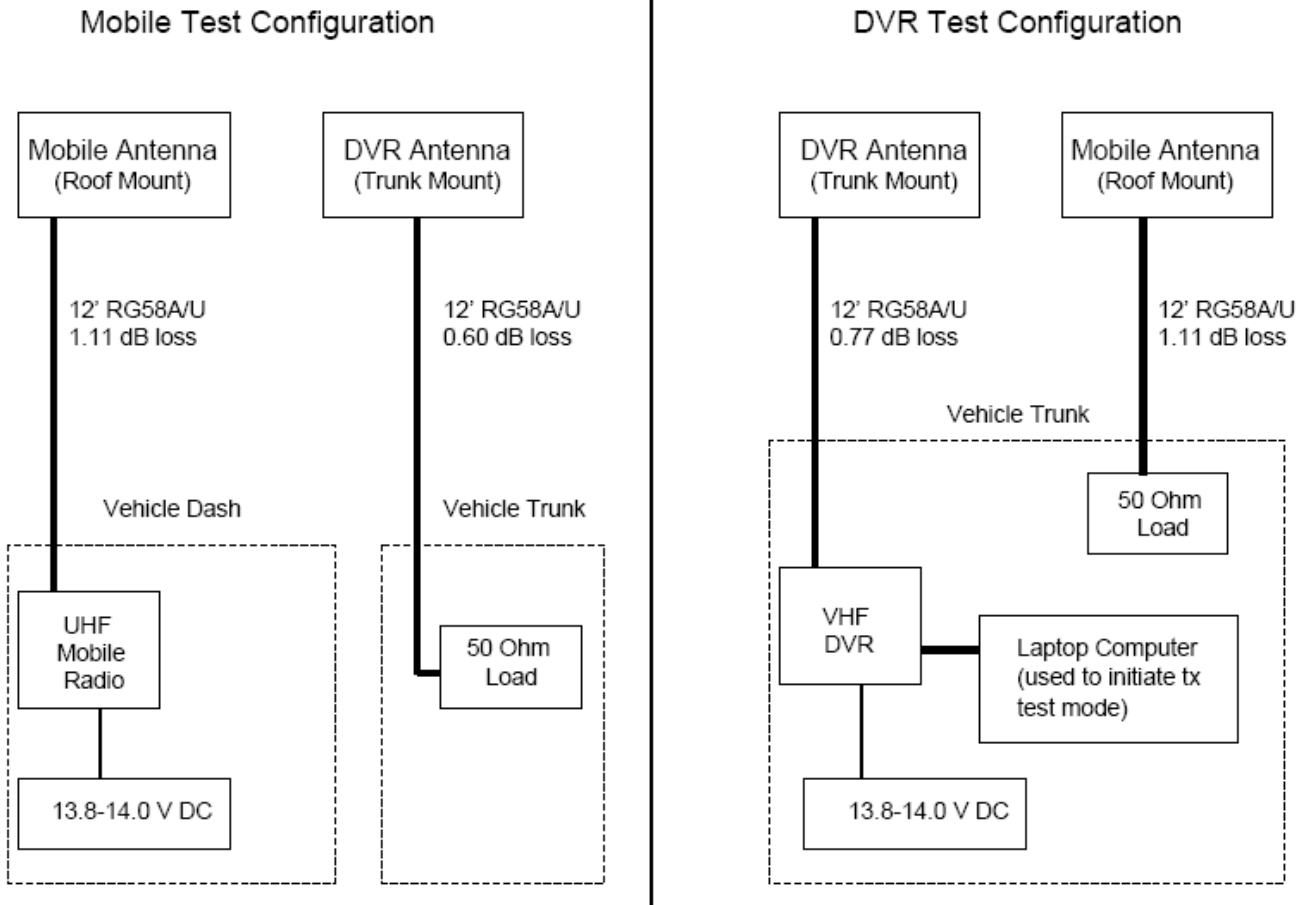 Mobile Test Configuration
Mobile Antenna
(Roof Mount)
DVR Antenna
(Trunk Mount)
12' RG58A/U
1.11 dB loss
12' RG58A/U
0.60 dB loss
Vehicle Dash
Vehicle Trunk
UHF
Mobile
Radio
50 Ohm
Load
13.8-14.0 V DC
DVR Test Configuration
DVR Antenna
(Trunk Mount)
Mobile Antenna
(Roof Mount)
12' RG58A/U
0.77 dB loss
12' RG58A/U
1.11 dB loss
Vehicle Trunk
50 Ohm
Load
VHF
DVR
Laptop Computer
(used to initiate tx
test mode)
13.8-14.0 V DC